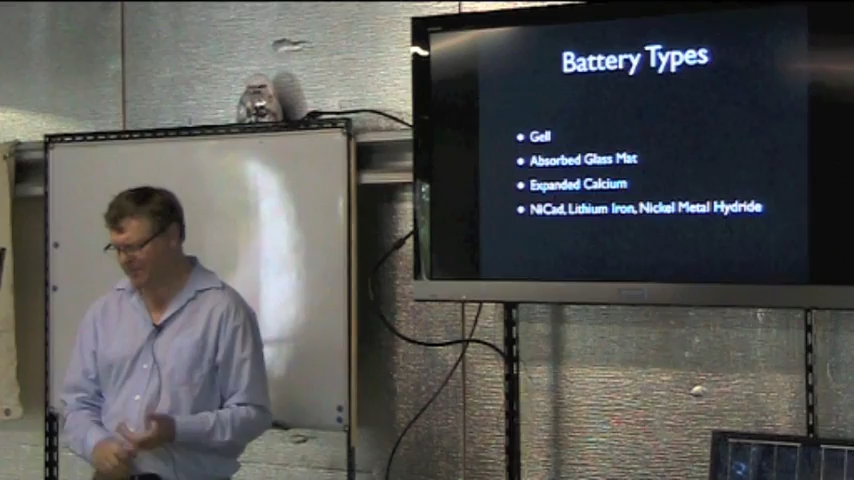 Battery Types
• Gell
• Absorbed Glass Mat
• Expanded Calcium
• NiCad, Lithium Iron, Nickel Metal Hydride